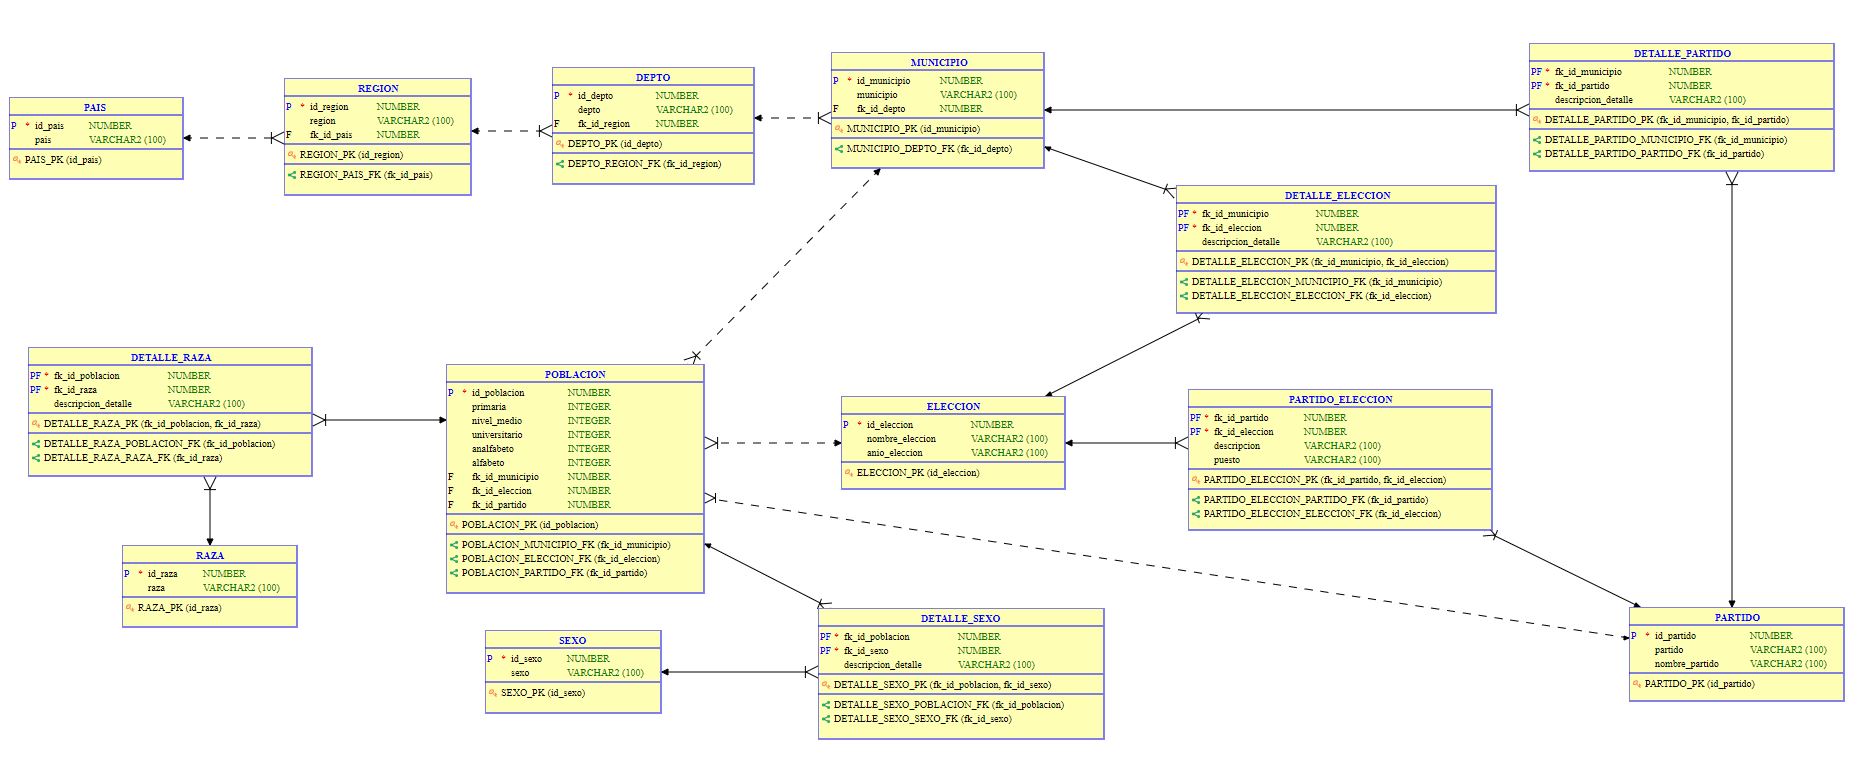 PAIS
P * id_pais NUMBER
pais VARCHAR2 (100)
PAIS_PK (id_pais)
REGION
P * id_region NUMBER
region VARCHAR2 (100)
F fk_id_pais NUMBER
REGION_PK (id_region)
REGION_PAIS_FK (fk_id_pais)
DEPTO
P * id_depto NUMBER
depto VARCHAR2 (100)
F fk_id_region NUMBER
DEPTO_PK (id_depto)
DEPTO_REGION_FK (fk_id_region)
MUNICIPIO
P * id_municipio NUMBER
municipio VARCHAR2 (100)
F fk_id_depto NUMBER
MUNICIPIO_PK (id_municipio)
MUNICIPIO_DEPTO_FK (fk_id_depto)
DETALLE_PARTIDO
PF * fk_id_municipio NUMBER
PF * fk_id_partido NUMBER
descripcion_detalle VARCHAR2 (100)
DETALLE_PARTIDO_PK (fk_id_municipio, fk_id_partido)
DETALLE_PARTIDO_MUNICIPIO_FK (fk_id_municipio)
DETALLE_PARTIDO_PARTIDO_FK (fk_id_partido)
DETALLE_ELECCION
PF * fk_id_municipio NUMBER
PF * fk_id_eleccion NUMBER
descripcion_detalle VARCHAR2 (100)
DETALLE_ELECCION_PK (fk_id_municipio, fk_id_eleccion)
DETALLE_ELECCION_MUNICIPIO_FK (fk_id_municipio)
DETALLE_ELECCION_ELECCION_FK (fk_id_eleccion)
DETALLE_RAZA
PF * fk_id_poblacion NUMBER
PF * fk_id_raza NUMBER
descripcion_detalle VARCHAR2 (100)
DETALLE_RAZA_PK (fk_id_poblacion, fk_id_raza)
DETALLE_RAZA_POBLACION_FK (fk_id_poblacion)
DETALLE_RAZA_RAZA_FK (fk_id_raza)
POBLACION
P * id_poblacion NUMBER
primaria INTEGER
nivel_medio INTEGER
universitario INTEGER
analfabeto INTEGER
alfabeto INTEGER
F fk_id_municipio NUMBER
F fk_id_eleccion NUMBER
F fk_id_partido NUMBER
POBLACION_PK (id_poblacion)
POBLACION_MUNICIPIO_FK (fk_id_municipio)
POBLACION_ELECCION_FK (fk_id_eleccion)
POBLACION_PARTIDO_FK (fk_id_partido)
ELECCION
P * id_eleccion NUMBER
nombre_eleccion VARCHAR2 (100)
anio_eleccion VARCHAR2 (100)
ELECCION_PK (id_eleccion)
PARTIDO_ELECCION
PF * fk_id_partido NUMBER
PF * fk_id_eleccion NUMBER
descripcion VARCHAR2 (100)
puesto VARCHAR2 (100)
PARTIDO_ELECCION_PK (fk_id_partido, fk_id_eleccion)
PARTIDO_ELECCION_PARTIDO_FK (fk_id_partido)
PARTIDO_ELECCION_ELECCION_FK (fk_id_eleccion)
RAZA
P * id_raza NUMBER
raza VARCHAR2 (100)
RAZA_PK (id_raza)
SEXO
P * id_sexo NUMBER
sexo VARCHAR2 (100)
SEXO_PK (id_sexo)
DETALLE_SEXO
PF * fk_id_poblacion NUMBER
PF * fk_id_sexo NUMBER
descripcion_detalle VARCHAR2 (100)
DETALLE_SEXO_PK (fk_id_poblacion, fk_id_sexo)
DETALLE_SEXO_POBLACION_FK (fk_id_poblacion)
DETALLE_SEXO_SEXO_FK (fk_id_sexo)
PARTIDO
P * id_partido NUMBER
partido VARCHAR2 (100)
nombre_partido VARCHAR2 (100)
PARTIDO_PK (id_partido)